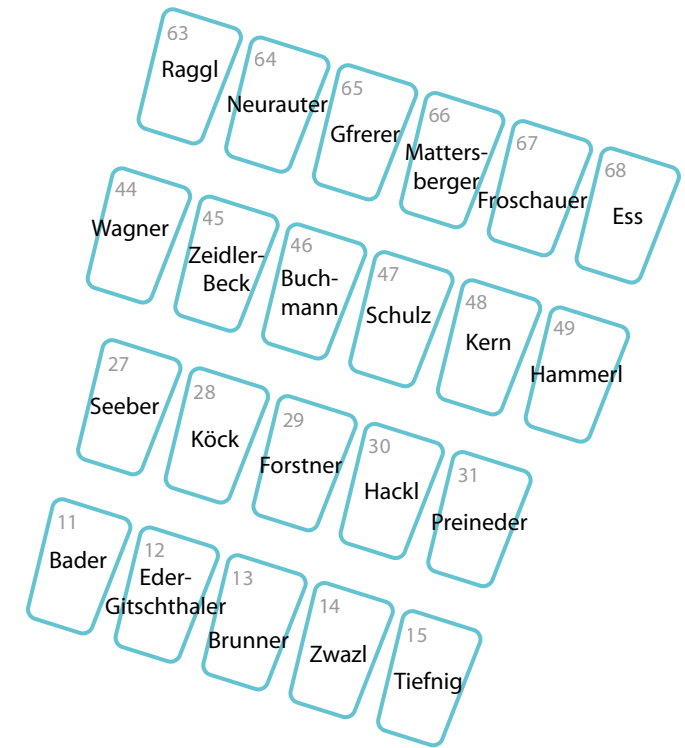 63
Raggl
64
Neurauter
65
Gfrerer
66
Matters-
berger
67
Froschauer
68
Ess
44
Wagner
45
Zeidler-
Beck
46
Buch-
mann
47
Schulz
48
Kern
49
Hammerl
27
Seeber
28
Köck
29
Forstner
30
Hackl
31
Preineder
11
Bader
12
Eder-
Gitschthaler
13
Brunner
14
Zwazl
15
Tiefnig